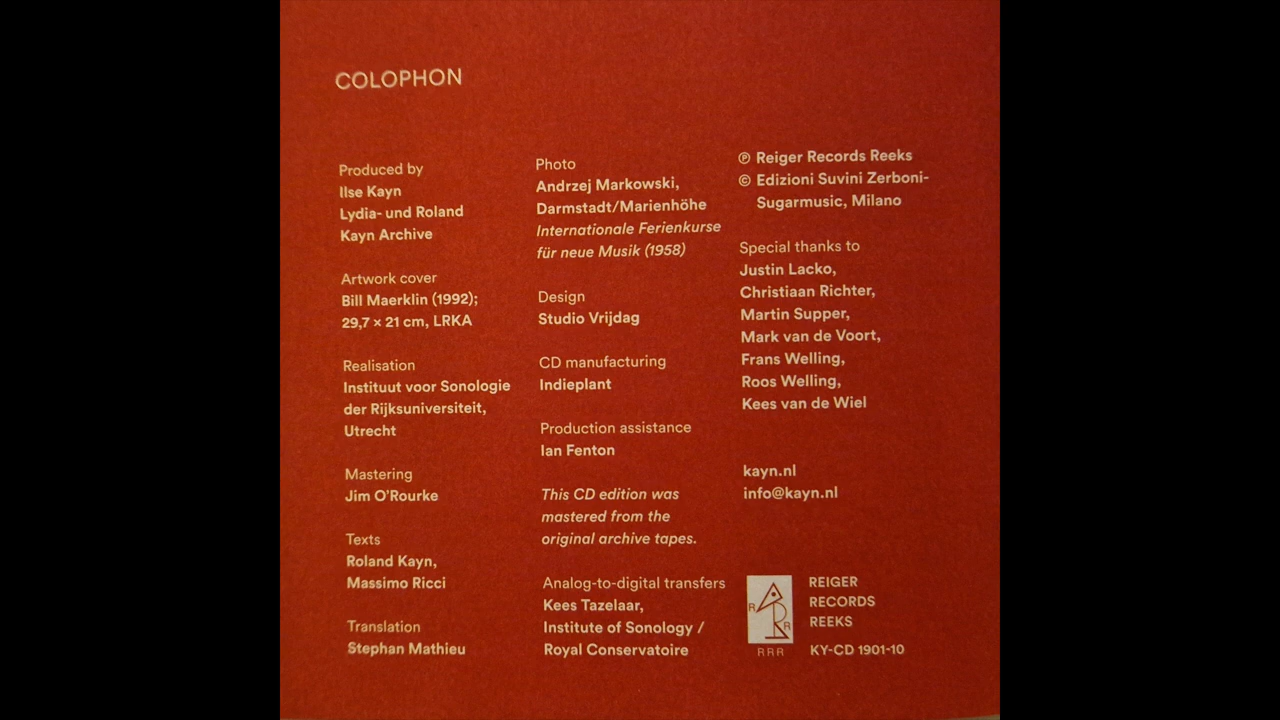 COLOPHON
Produced by
Ilse Kayn
Lydia- und Roland
Kayn Archive
Artwork cover
Bill Maerklin (1992);
29,7 × 21 cm, LRKA
Realisation
Instituut voor Sonologie
der Rijksuniversiteit,
Utrecht
Mastering
Jim O'Rourke
Texts
Roland Kayn,
Massimo Ricci
Translation
Stephan Mathieu
Photo
Andrzej Markowski,
Darmstadt/Marienhöhe
Internationale Ferienkurse
für neue Musik (1958)
Design
Studio Vrijdag
CD manufacturing
Indieplant
Production assistance
Ian Fenton
This CD edition was
mastered from the
original archive tapes.
Analog-to-digital transfers
Kees Tazelaar,
Institute of Sonology /
Royal Conservatoire
℗ Reiger Records Reeks
© Edizioni Suvini Zerboni-
Sugarmusic, Milano
Special thanks to
Justin Lacko,
Christiaan Richter,
Martin Supper,
Mark van de Voort,
Frans Welling,
Roos Welling,
Kees van de Wiel
kayn.nl
info@kayn.nl
R
R
RRR
REIGER
RECORDS
REEKS
KY-CD 1901-10